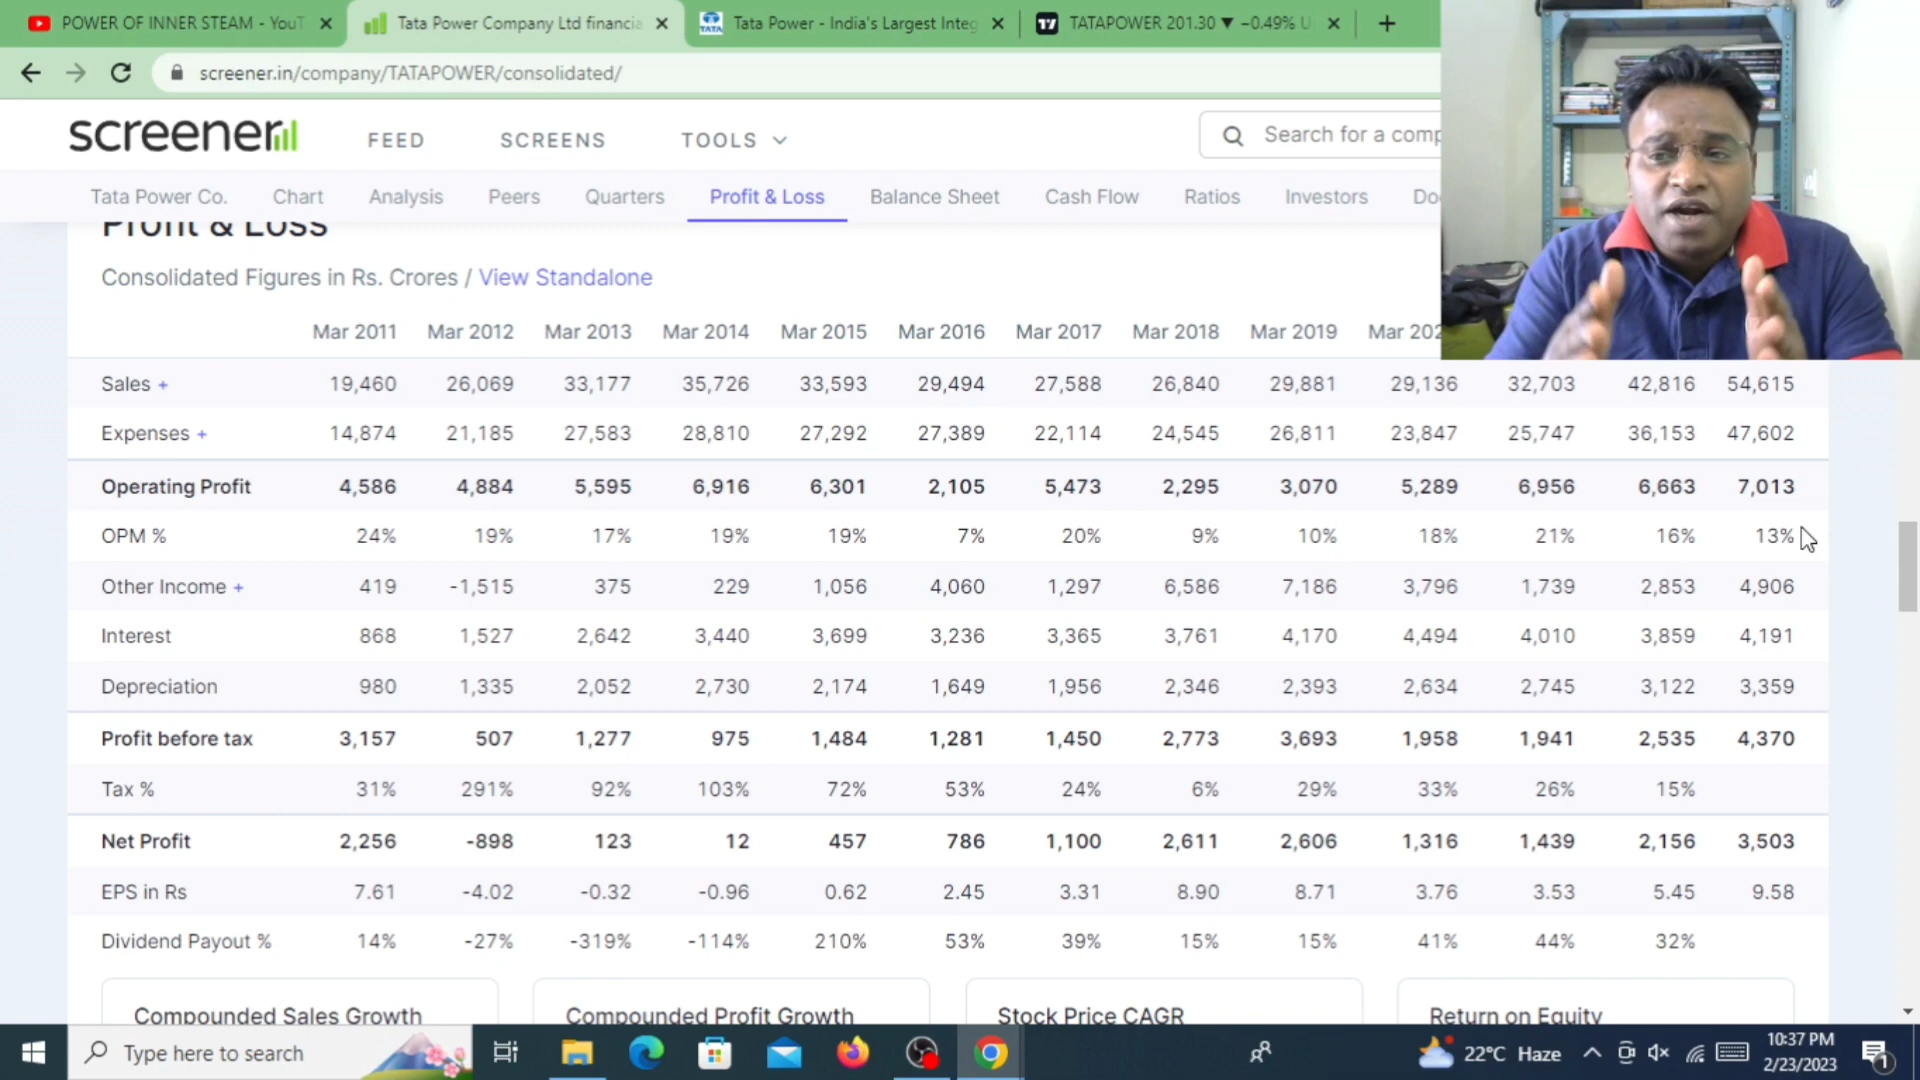 POWER OF INNER STEAM - YouT
Tata Power Company Ltd financia
TATA
Tata Power - India's Largest Integ
TATAPOWER 201.30 ▼ −0.49% U
screener.in/company/TATAPOWER/consolidated/
screener
FEED
SCREENS
TOOLS
Search for a comp
Tata Power Co.
Chart
Analysis
Peers
Quarters
Profit & Loss
Balance Sheet
Cash Flow
Ratios
Investors
Do
Profit & Loss
Consolidated Figures in Rs. Crores / View Standalone
Mar 2011 Mar 2012 Mar 2013 Mar 2014 Mar 2015 Mar 2016 Mar 2017 Mar 2018 Mar 2019 Mar 202
Sales + 19,460 26,069 33,177 35,726 33,593 29,494 27,588 26,840 29,881 29,136 32,703 42,816 54,615
Expenses + 14,874 21,185 27,583 28,810 27,292 27,389 22,114 24,545 26,811 23,847 25,747 36,153 47,602
Operating Profit 4,586 4,884 5,595 6,916 6,301 2,105 5,473 2,295 3,070 5,289 6,956 6,663 7,013
OPM % 24% 19% 17% 19% 19% 7% 20% 9% 10% 18% 21% 16% 13%
Other Income + 419 -1,515 375 229 1,056 4,060 1,297 6,586 7,186 3,796 1,739 2,853 4,906
Interest 868 1,527 2,642 3,440 3,699 3,236 3,365 3,761 4,170 4,494 4,010 3,859 4,191
Depreciation 980 1,335 2,052 2,730 2,174 1,649 1,956 2,346 2,393 2,634 2,745 3,122 3,359
Profit before tax 3,157 507 1,277 975 1,484 1,281 1,450 2,773 3,693 1,958 1,941 2,535 4,370
Tax % 31% 291% 92% 103% 72% 53% 24% 6% 29% 33% 26% 15%
Net Profit 2,256 -898 123 12 457 786 1,100 2,611 2,606 1,316 1,439 2,156 3,503
EPS in Rs 7.61 -4.02 -0.32 -0.96 0.62 2.45 3.31 8.90 8.71 3.76 3.53 5.45 9.58
Dividend Payout % 14% -27% -319% -114% 210% 53% 39% 15% 15% 41% 44% 32%
Compounded Sales Growth
Compounded Profit Growth
Stock Price CAGR
Return on Equity
Type here to search
22°C Haze
10:37 PM
2/23/2023
1